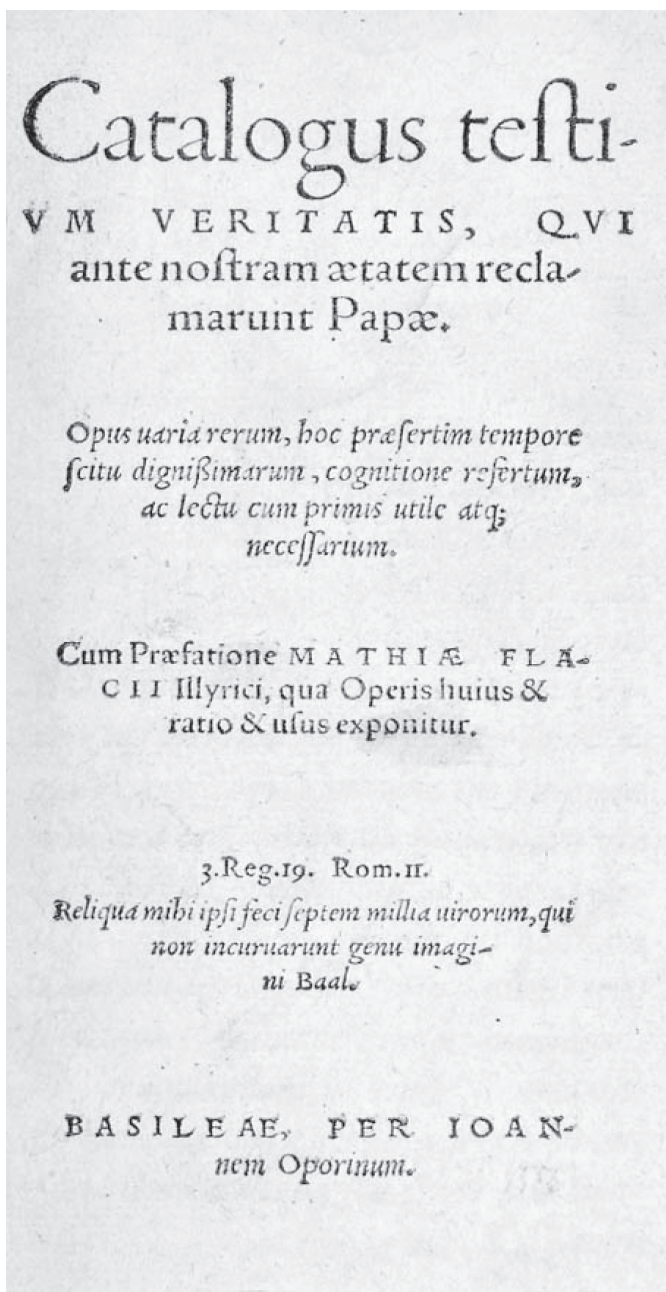 Catalogus teſti-
VM VERITATIS, QVI
ante noſtram ætatem recla-
marunt Papæ.
Opus uaria rerum, hoc præſertim tempore
ſcitu digniſsimarum, cognitione refertum,
ac lectu cum primis utile atq;
neceſſarium.
Cum Præfatione MATHIÆ FLA-
CII Illyrici, qua Operis huius &
ratio & uſus exponitur.
3.Reg.19. Rom.11.
Reliqua mihi ipſi feci ſeptem millia uirorum, qui
non incuruarunt genu imagi-
ni Baal.
BASILEAE, PER IOAN-
nem Oporinum.